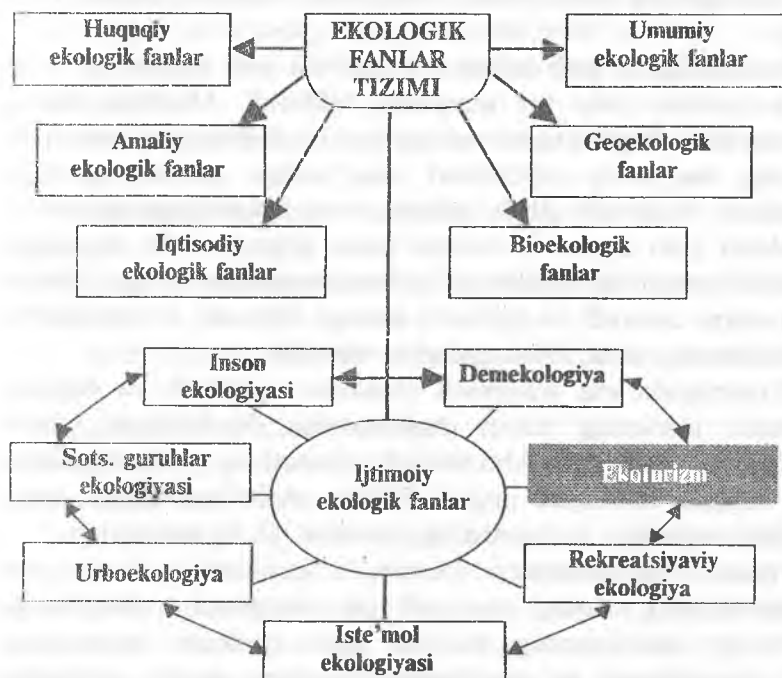 Huquqiy
ekologik fanlar
EKOLOGIK
FANLAR
TIZIMI
Umumiy
ekologik fanlar
Amaliy
ekologik fanlar
Geoekologik
fanlar
Iqtisodiy
ekologik fanlar
Bioekologik
fanlar
Inson
ekologiyasi
Demekologiya
Sots. guruhlar
ekologiyasi
Ijtimoiy
ekologik fanlar
Ekoturizm
Urboekologiya
Rekreatsiyaviy
ekologiya
Iste'mol
ekologiyasi